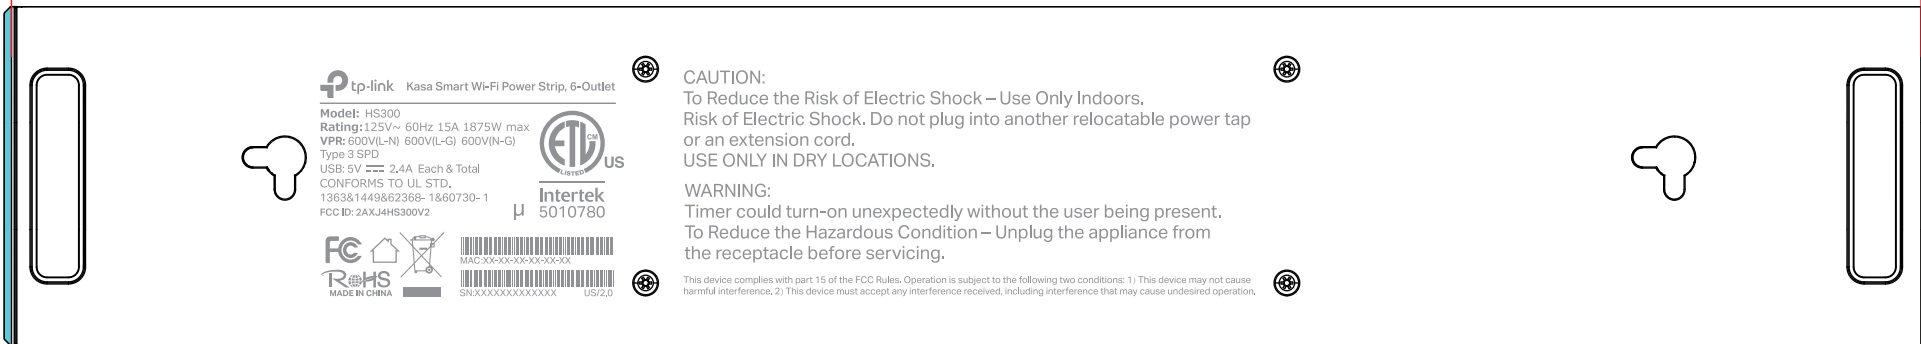 tp-link Kasa Smart Wi-Fi Power Strip, 6-Outlet
Model: HS300
Rating:125V~ 60Hz 15A 1875W max
VPR: 600V(L-N) 600V(L-G) 600V(N-G)
Type 3 SPD
USB: 5V 2.4A Each & Total
CONFORMS TO UL STD.
1363&1449&62368-1&60730-1
FCC ID: 2AXJ4HS300V2
ETL CM
LISTED
US
Intertek
μ 5010780
FC
RoHS
MADE IN CHINA
MAC:XX-XX-XX-XX-XX-XX
SN:XXXXXXXXXXXXX US/2.0
CAUTION:
To Reduce the Risk of Electric Shock – Use Only Indoors.
Risk of Electric Shock. Do not plug into another relocatable power tap
or an extension cord.
USE ONLY IN DRY LOCATIONS.
WARNING:
Timer could turn-on unexpectedly without the user being present.
To Reduce the Hazardous Condition – Unplug the appliance from
the receptacle before servicing.
This device complies with part 15 of the FCC Rules. Operation is subject to the following two conditions: 1) This device may not cause
harmful interference. 2) This device must accept any interference received, including interference that may cause undesired operation.